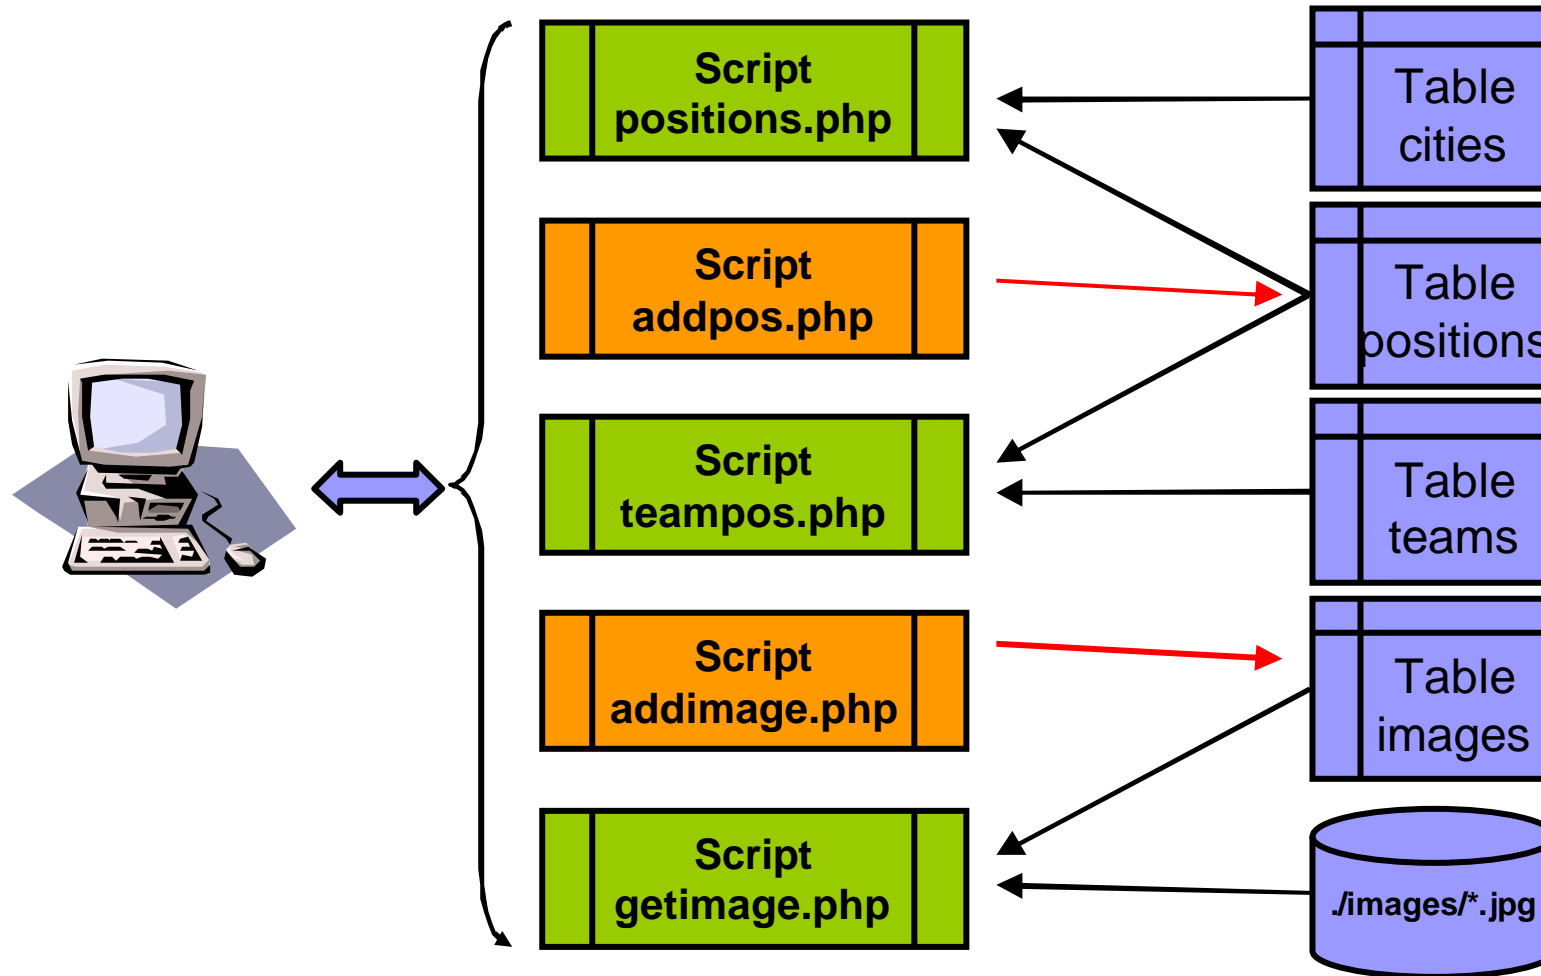 Script
positions.php
Table
cities
Script
addpos.php
Table
positions
Script
teampos.php
Table
teams
Script
addimage.php
Table
images
Script
getimage.php
./images/*.jpg